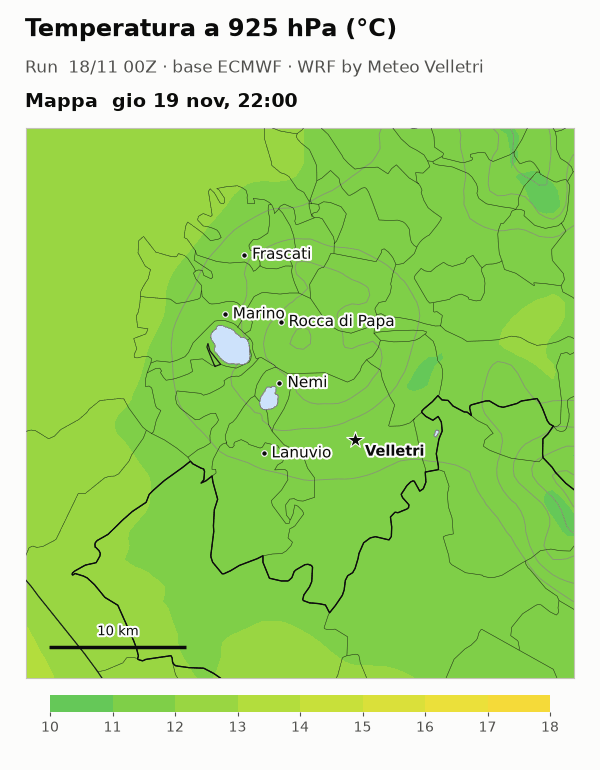 Temperatura a 925 hPa (°C)
Run  18/11 00Z · base ECMWF · WRF by Meteo Velletri
Mappa  gio 19 nov, 22:00
Frascati
Marino
Rocca di Papa
Nemi
Velletri
Lanuvio
10 km
10 11 12 13 14 15 16 17 18